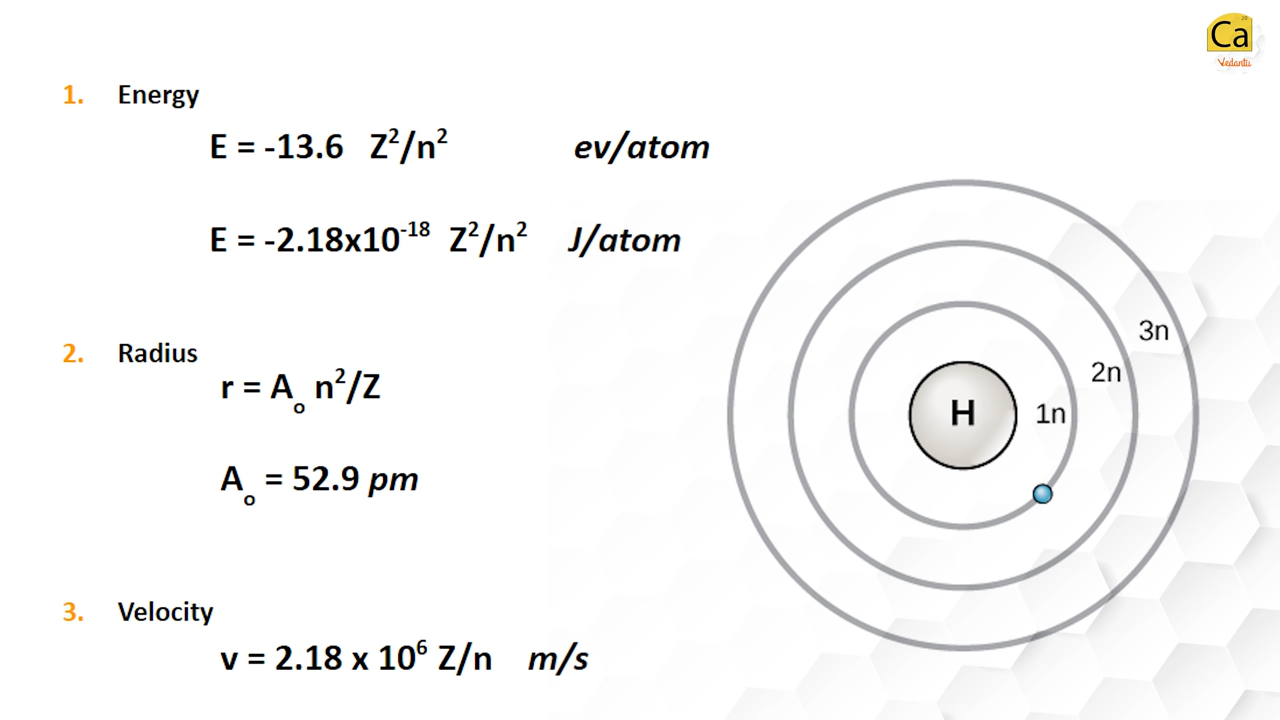 Ca
20
Vedantu
1. Energy
E = -13.6 Z²/n² ev/atom
E = -2.18x10⁻¹⁸ Z²/n² J/atom
2. Radius
r = Aₒ n²/Z
Aₒ = 52.9 pm
3. Velocity
v = 2.18 x 10⁶ Z/n m/s
3n
2n
1n
H